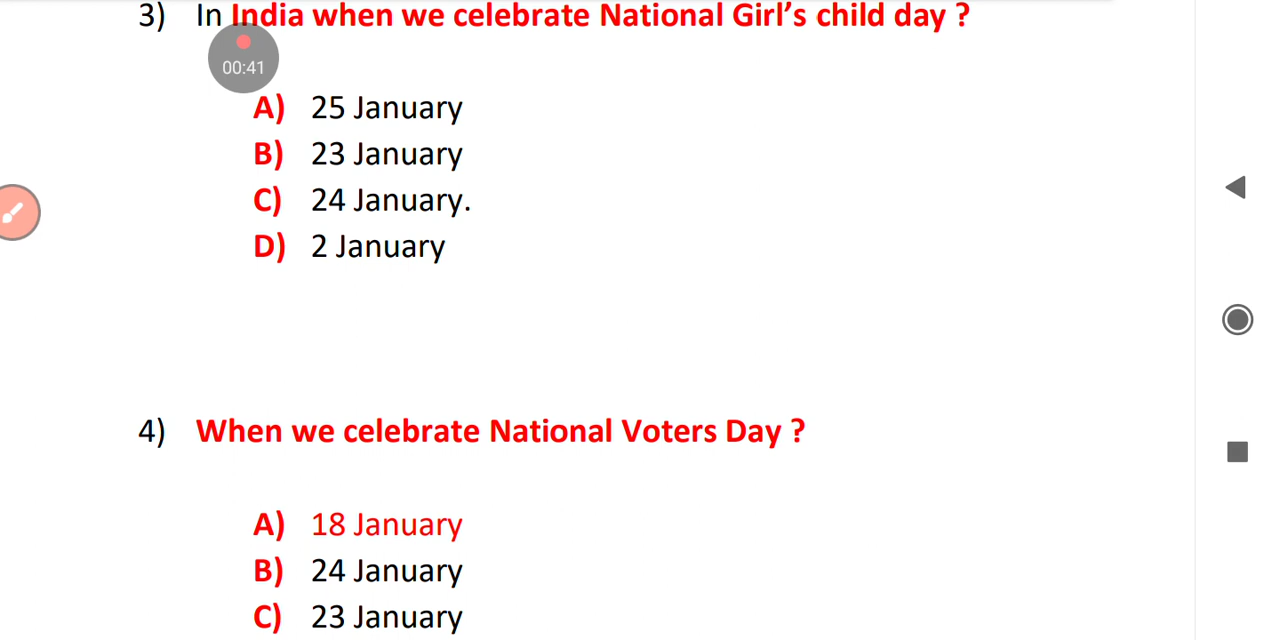 3) In India when we celebrate National Girl's child day ?
00:41
A) 25 January
B) 23 January
C) 24 January.
D) 2 January
4) When we celebrate National Voters Day ?
A) 18 January
B) 24 January
C) 23 January